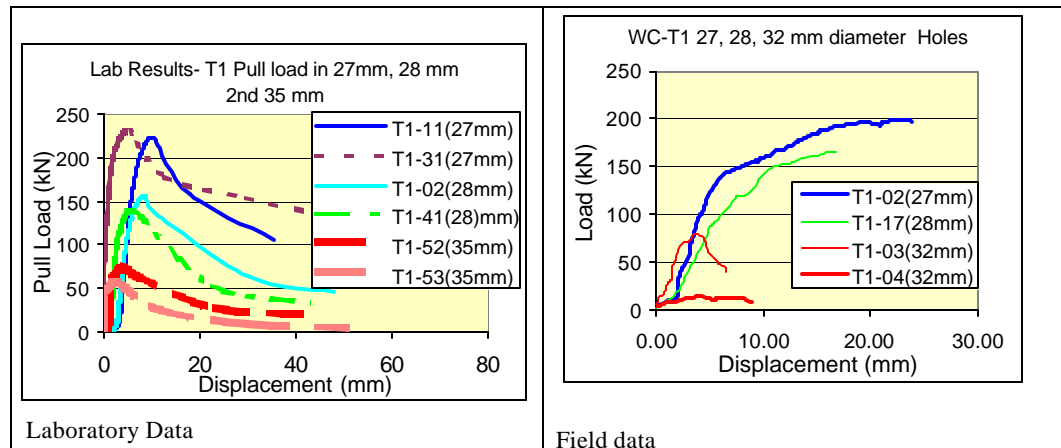 Lab Results- T1 Pull load in 27mm, 28 mm
2nd 35 mm
Pull Load (kN)
250
200
150
100
50
0
0 20 40 60 80
Displacement (mm)
T1-11(27mm)
T1-31(27mm)
T1-02(28mm)
T1-41(28)mm)
T1-52(35mm)
T1-53(35mm)
Laboratory Data
WC-T1 27, 28, 32 mm diameter Holes
Load (kN)
250
200
150
100
50
0
0.00 10.00 20.00 30.00
Displacement (mm)
T1-02(27mm)
T1-17(28mm)
T1-03(32mm)
T1-04(32mm)
Field data